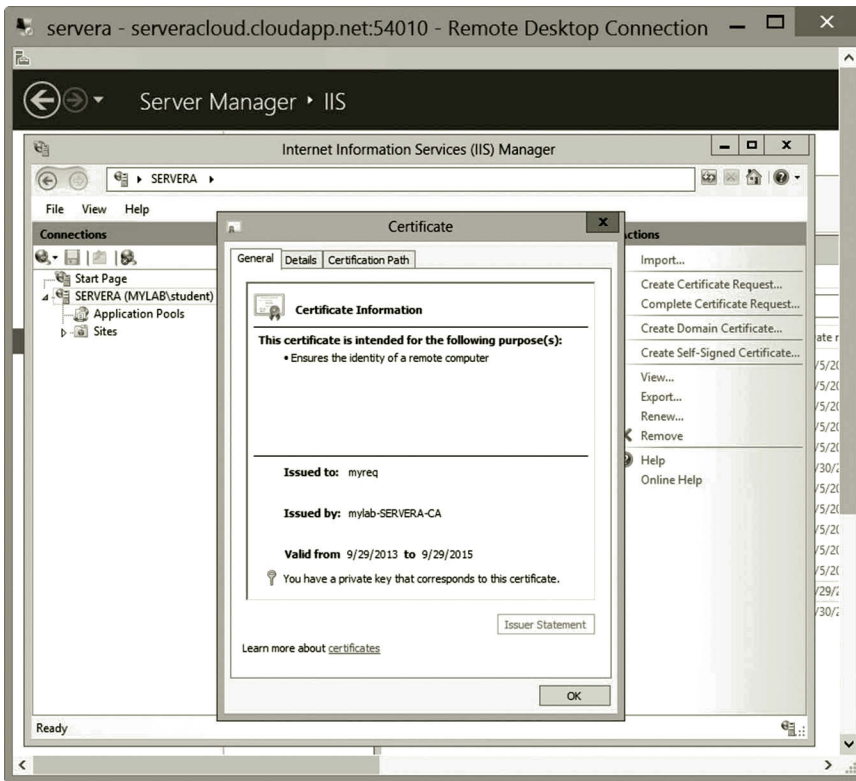 servera - serveracloud.cloudapp.net:54010 - Remote Desktop Connection
Server Manager ‣ IIS
Internet Information Services (IIS) Manager
SERVERA
File View Help
Connections
Start Page
SERVERA (MYLAB\student)
Application Pools
Sites
Certificate
General Details Certification Path
Certificate Information
This certificate is intended for the following purpose(s):
• Ensures the identity of a remote computer
Issued to: myreq
Issued by: mylab-SERVERA-CA
Valid from 9/29/2013 to 9/29/2015
You have a private key that corresponds to this certificate.
Issuer Statement
Learn more about certificates
OK
ctions
Import...
Create Certificate Request...
Complete Certificate Request...
Create Domain Certificate...
Create Self-Signed Certificate...
View...
Export...
Renew...
Remove
Help
Online Help
Ready